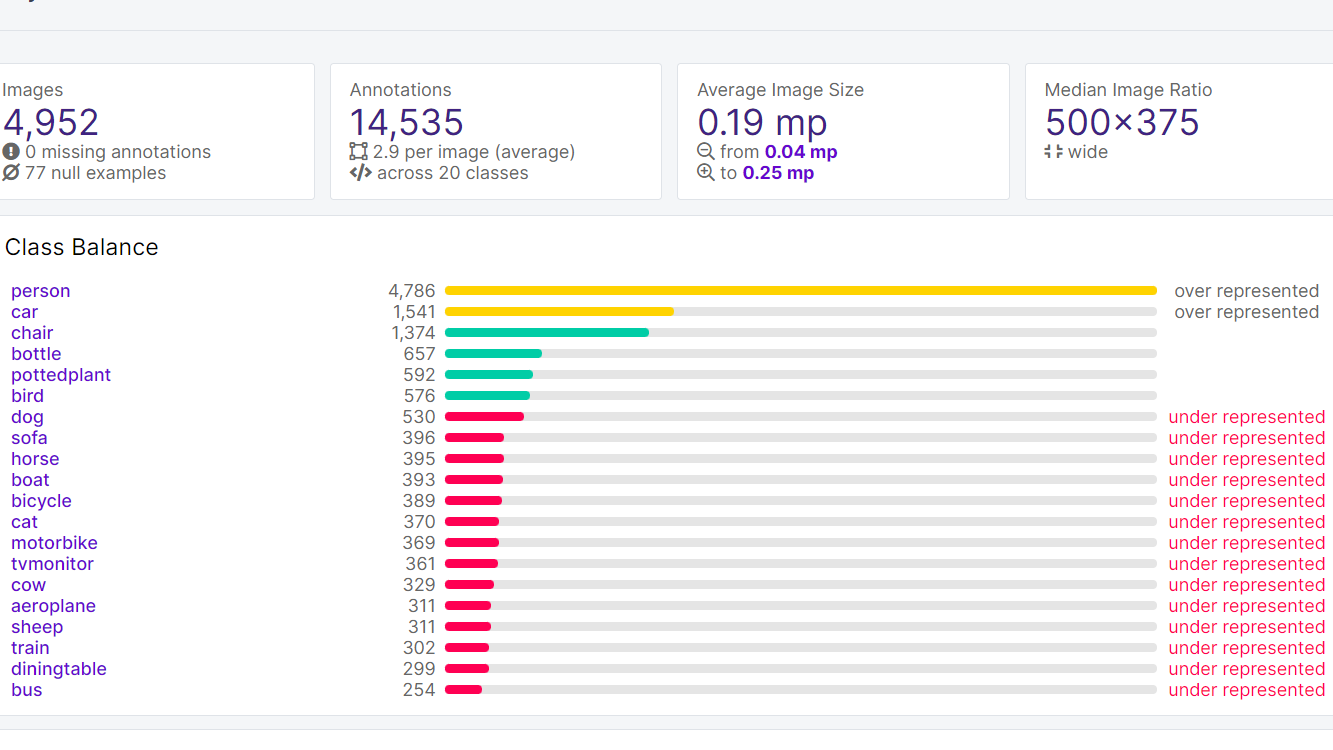 Images
4,952
0 missing annotations
77 null examples
Annotations
14,535
2.9 per image (average)
across 20 classes
Average Image Size
0.19 mp
from 0.04 mp
to 0.25 mp
Median Image Ratio
500×375
wide
Class Balance
person 4,786 over represented
car 1,541 over represented
chair 1,374
bottle 657
pottedplant 592
bird 576
dog 530 under represented
sofa 396 under represented
horse 395 under represented
boat 393 under represented
bicycle 389 under represented
cat 370 under represented
motorbike 369 under represented
tvmonitor 361 under represented
cow 329 under represented
aeroplane 311 under represented
sheep 311 under represented
train 302 under represented
diningtable 299 under represented
bus 254 under represented